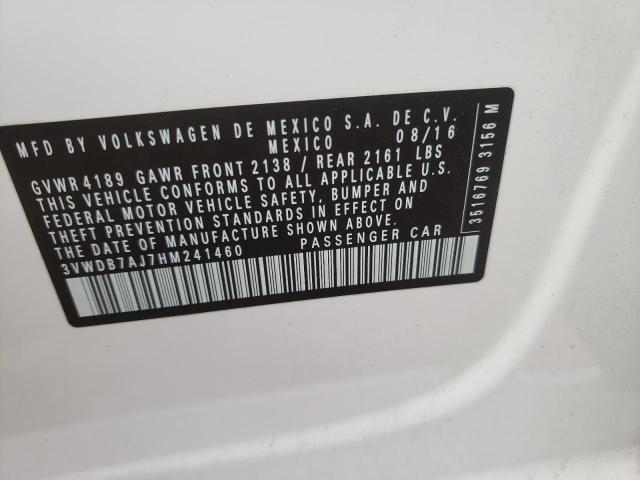 MFD BY VOLKSWAGEN DE MEXICO S.A. DE C.V.
MEXICO 08/16
GVWR 4189 GAWR FRONT 2138 / REAR 2161 LBS
THIS VEHICLE CONFORMS TO ALL APPLICABLE U.S.
FEDERAL MOTOR VEHICLE SAFETY, BUMPER AND
THEFT PREVENTION STANDARDS IN EFFECT ON
THE DATE OF MANUFACTURE SHOWN ABOVE.
3VWDB7AJ7HM241460 PASSENGER CAR
3516769 3156 M